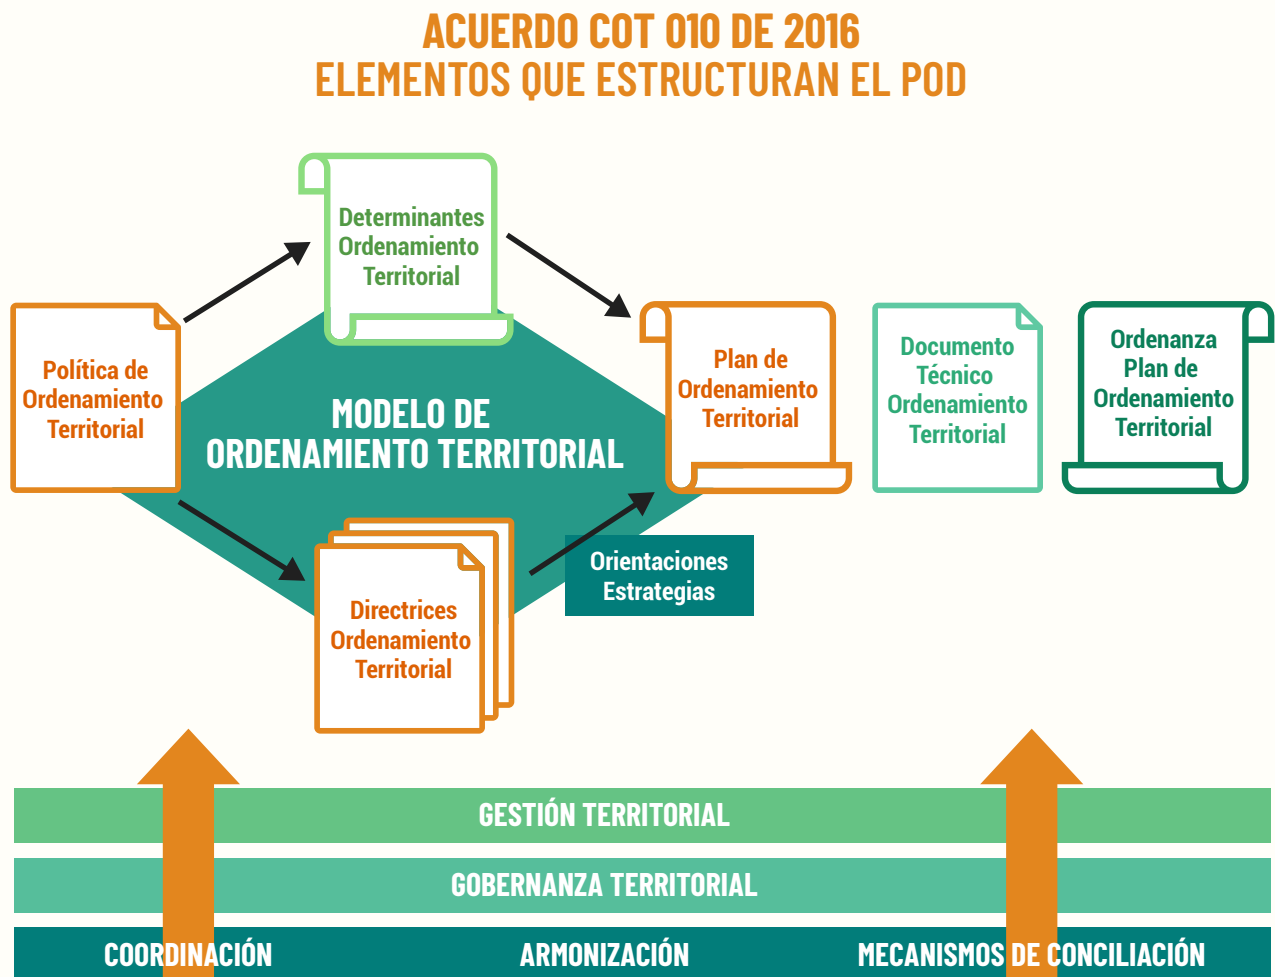 ACUERDO COT 010 DE 2016
ELEMENTOS QUE ESTRUCTURAN EL POD
Determinantes
Ordenamiento
Territorial
Política de
Ordenamiento
Territorial
MODELO DE
ORDENAMIENTO TERRITORIAL
Plan de
Ordenamiento
Territorial
Documento
Técnico
Ordenamiento
Territorial
Ordenanza
Plan de
Ordenamiento
Territorial
Orientaciones
Estrategias
Directrices
Ordenamiento
Territorial
GESTIÓN TERRITORIAL
GOBERNANZA TERRITORIAL
COORDINACIÓN
ARMONIZACIÓN
MECANISMOS DE CONCILIACIÓN